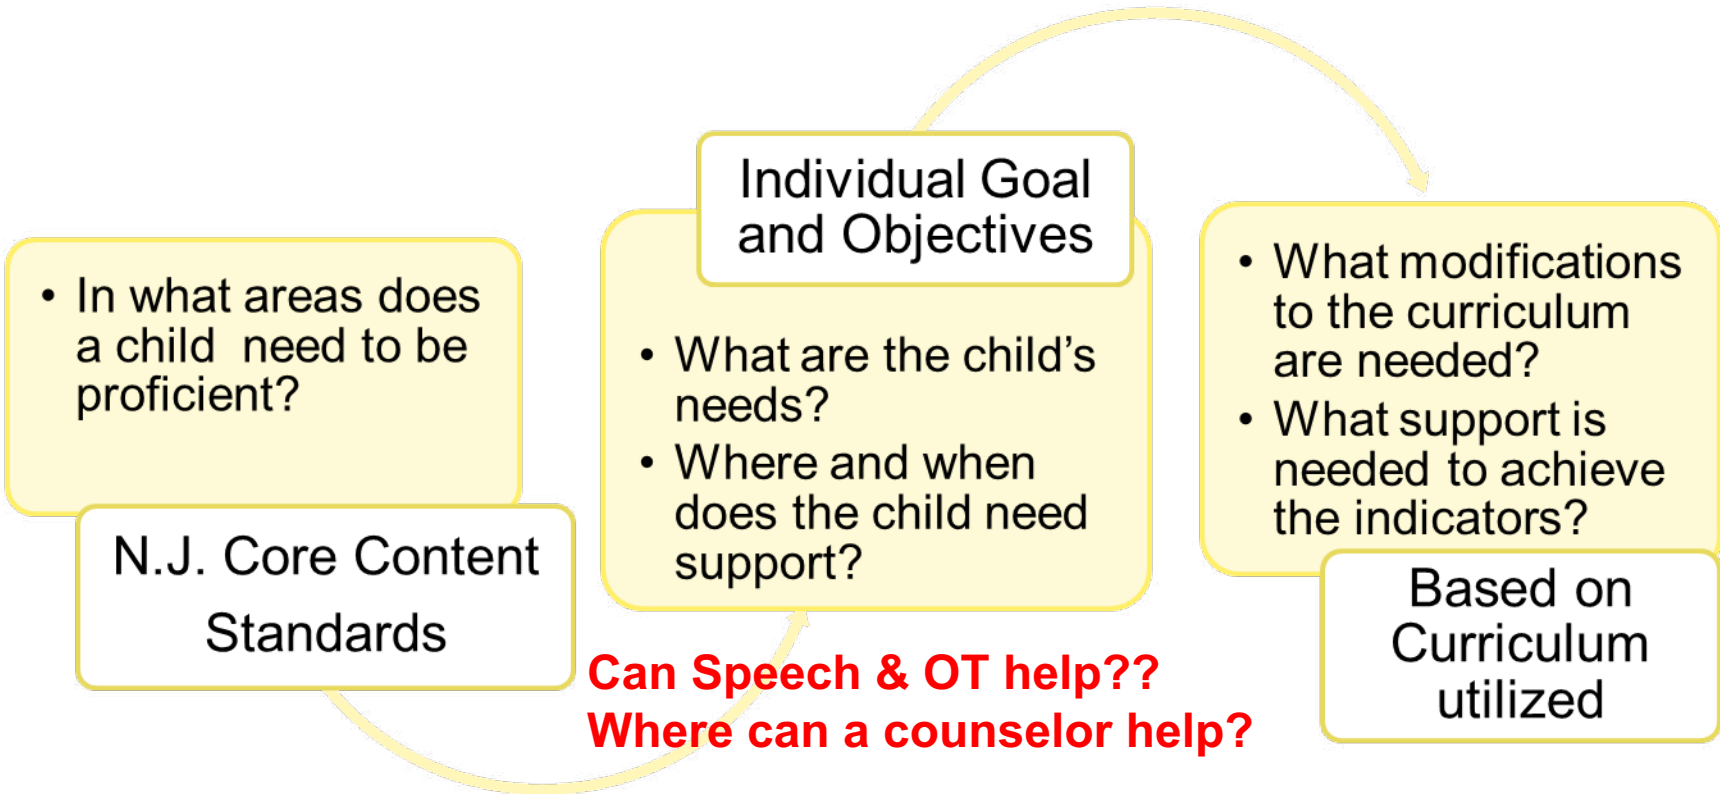 • In what areas does
a child  need to be
proficient?
N.J. Core Content
Standards
Individual Goal
and Objectives
• What are the child’s
needs?
• Where and when
does the child need
support?
Can Speech & OT help??
Where can a counselor help?
• What modifications
to the curriculum
are needed?
• What support is
needed to achieve
the indicators?
Based on
Curriculum
utilized